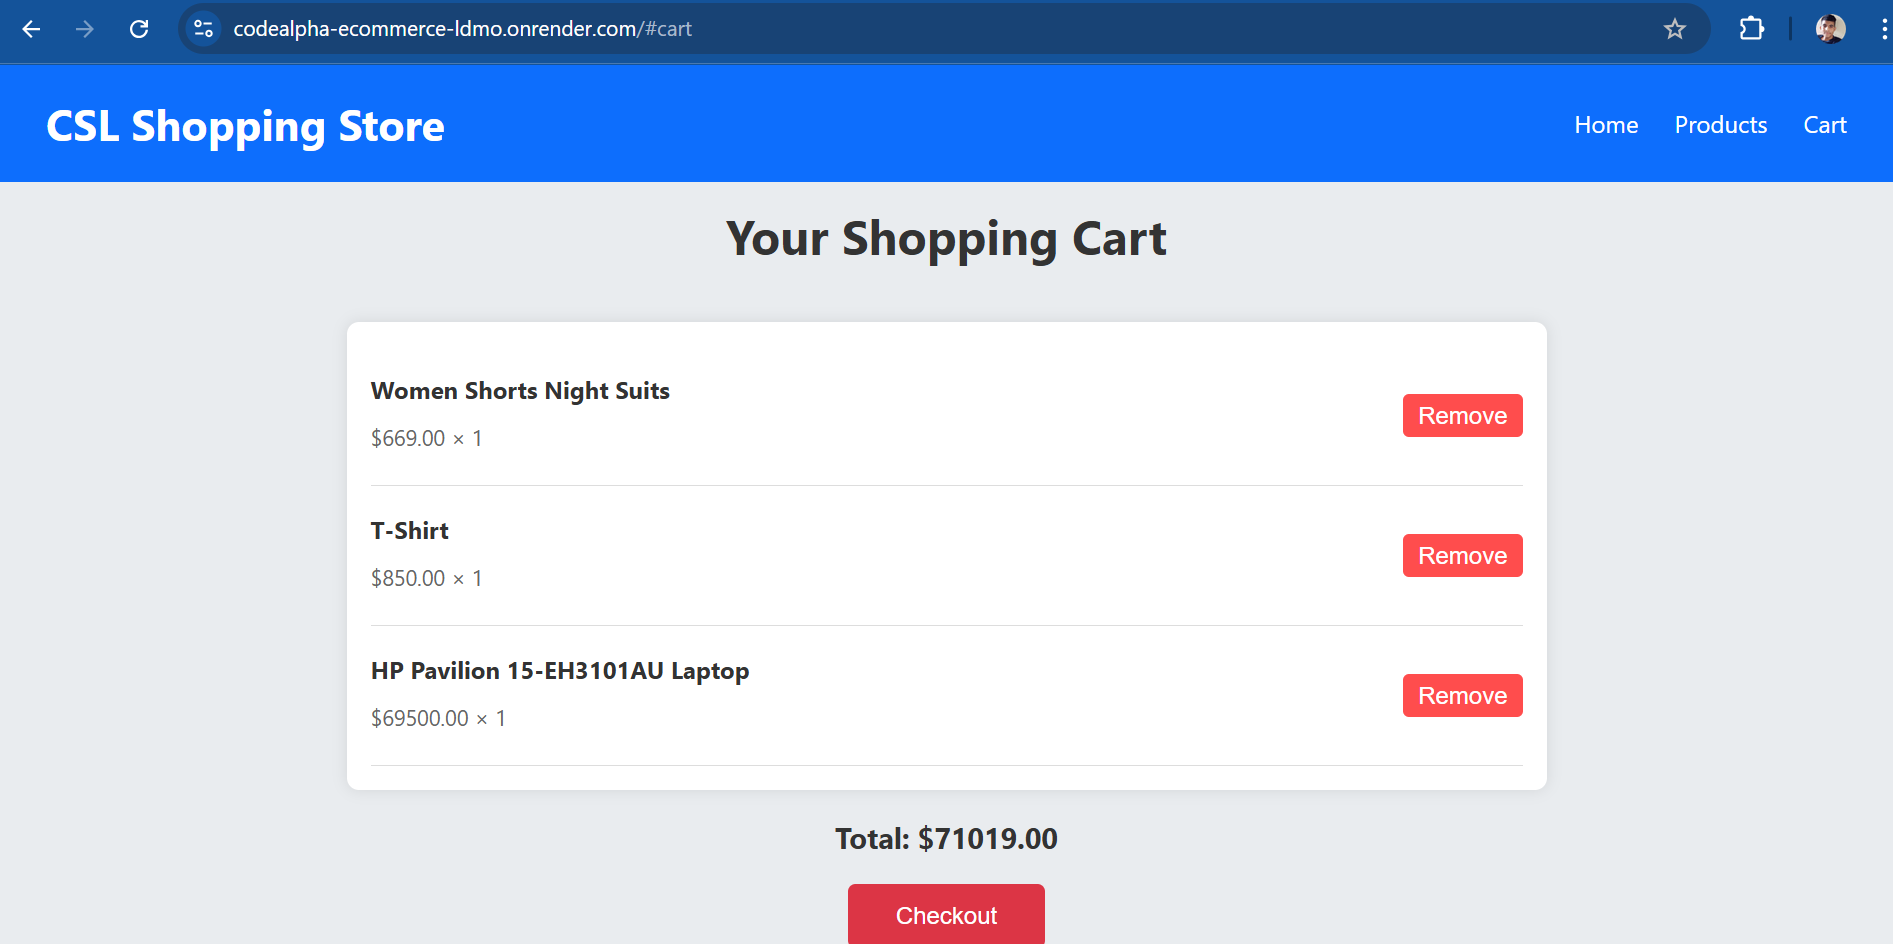 codealpha-ecommerce-ldmo.onrender.com/#cart
CSL Shopping Store
Home Products Cart
Your Shopping Cart
Women Shorts Night Suits
$669.00 × 1
Remove
T-Shirt
$850.00 × 1
Remove
HP Pavilion 15-EH3101AU Laptop
$69500.00 × 1
Remove
Total: $71019.00
Checkout